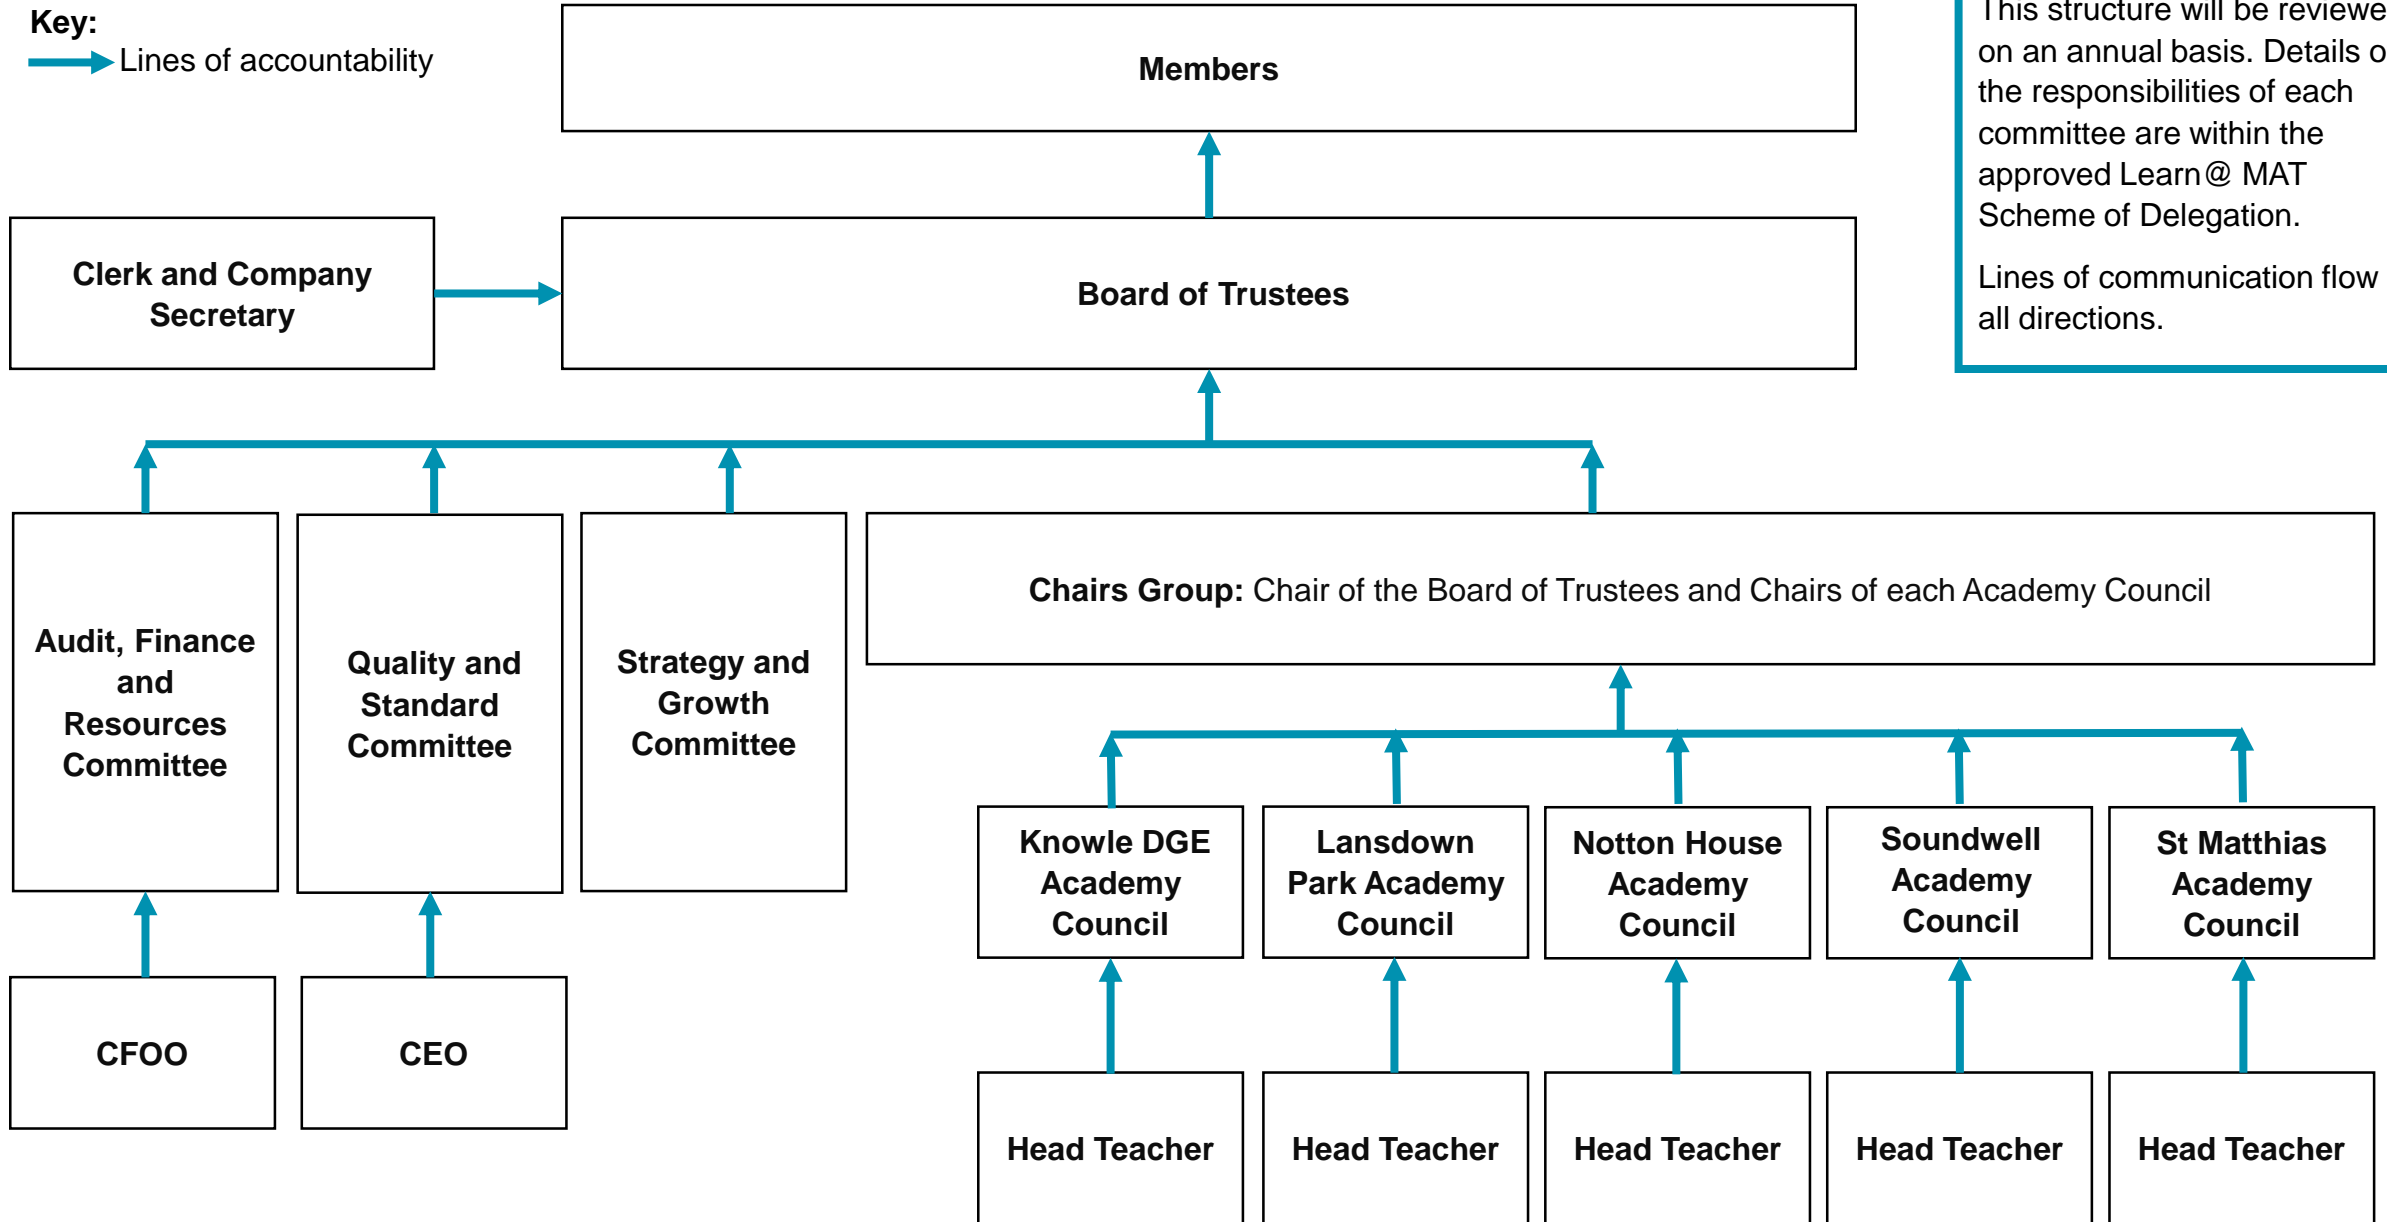 Key:
Lines of accountability
Members
This structure will be reviewe
on an annual basis. Details o
the responsibilities of each
committee are within the
approved Learn@ MAT
Scheme of Delegation.
Lines of communication flow
all directions.
Clerk and Company
Secretary
Board of Trustees
Audit, Finance
and
Resources
Committee
Quality and
Standard
Committee
Strategy and
Growth
Committee
Chairs Group: Chair of the Board of Trustees and Chairs of each Academy Council
Knowle DGE
Academy
Council
Lansdown
Park Academy
Council
Notton House
Academy
Council
Soundwell
Academy
Council
St Matthias
Academy
Council
CFOO
CEO
Head Teacher
Head Teacher
Head Teacher
Head Teacher
Head Teacher